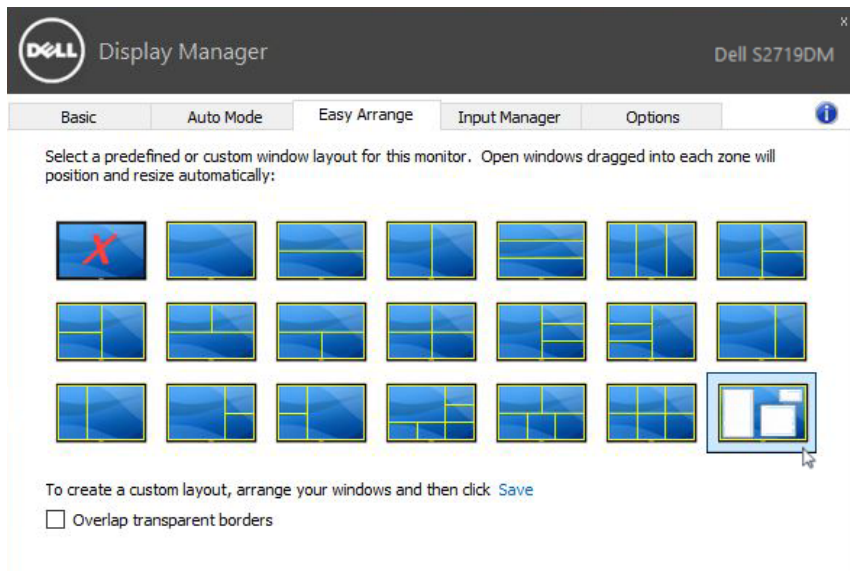 x
DELL Display Manager
Dell S2719DM
Basic Auto Mode Easy Arrange Input Manager Options i
Select a predefined or custom window layout for this monitor. Open windows dragged into each zone will
position and resize automatically:
X
To create a custom layout, arrange your windows and then click Save
Overlap transparent borders